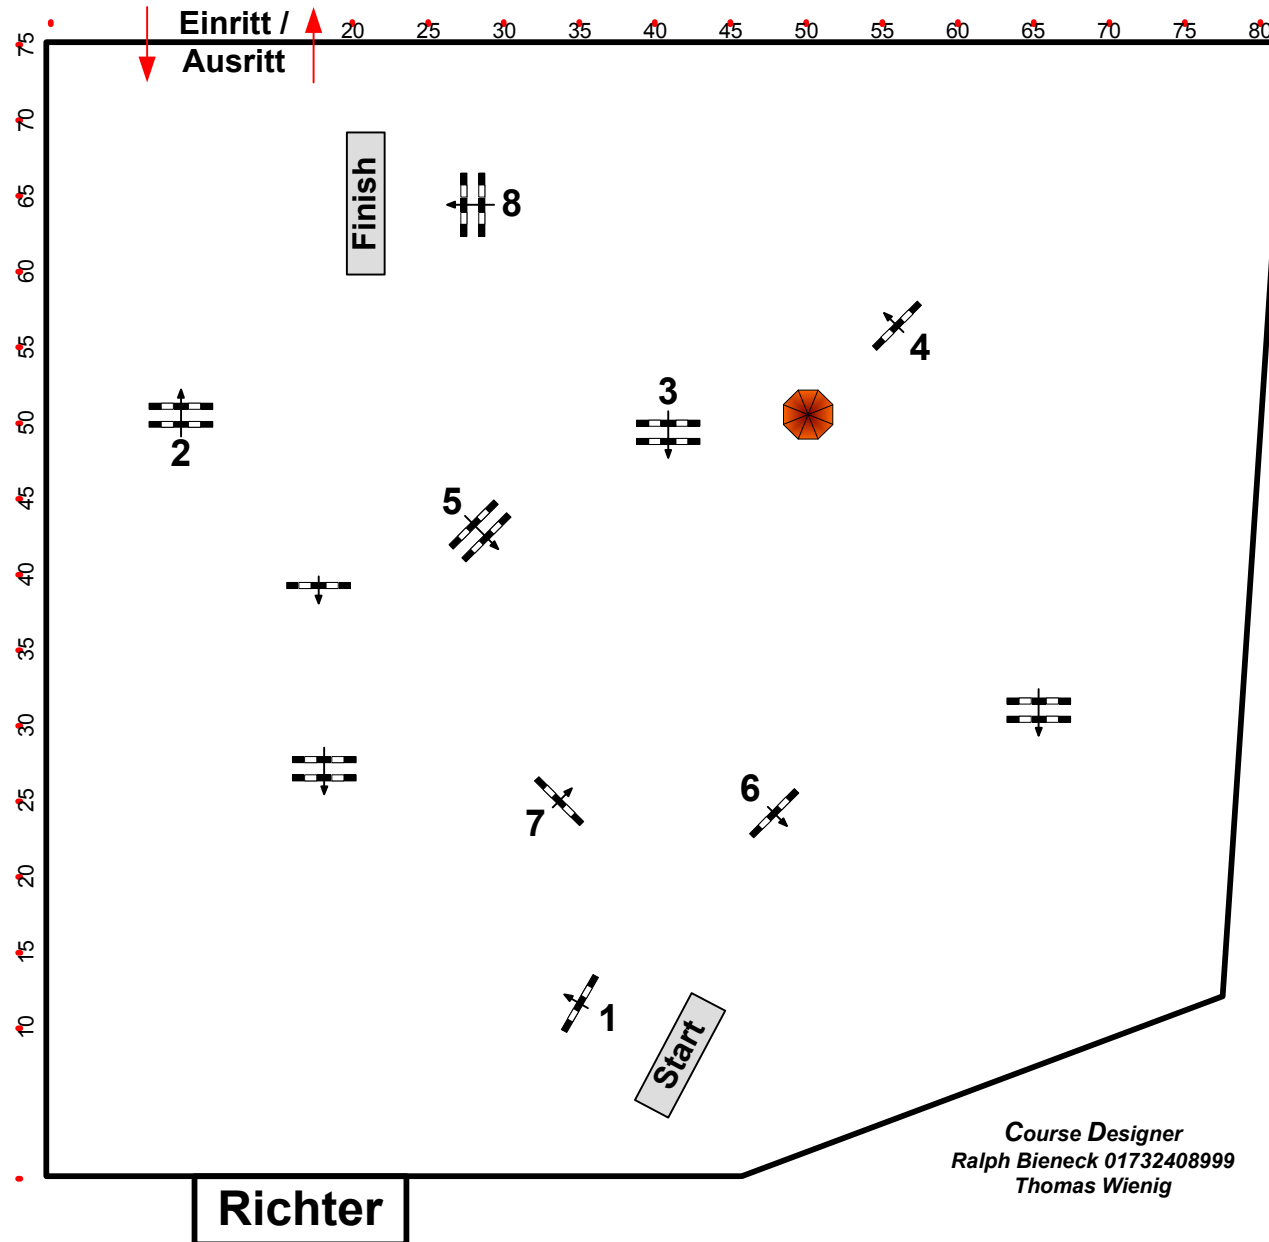 Einritt /
Ausritt
20 25 30 35 40 45 50 55 60 65 70 75 80
75
70
65
60
55
50
45
40
35
30
25
20
15
10
Finish
8
4
3
2
5
6
7
1
Start
Course Designer
Ralph Bieneck 01732408999
Thomas Wienig
Richter